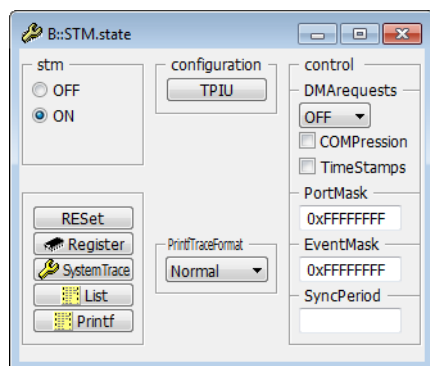 B::STM.state
stm
OFF
ON
RESet
Register
SystemTrace
List
Printf
configuration
TPIU
PrintfTraceFormat
Normal
control
DMArequests
OFF
COMPression
TimeStamps
PortMask
0xFFFFFFFF
EventMask
0xFFFFFFFF
SyncPeriod